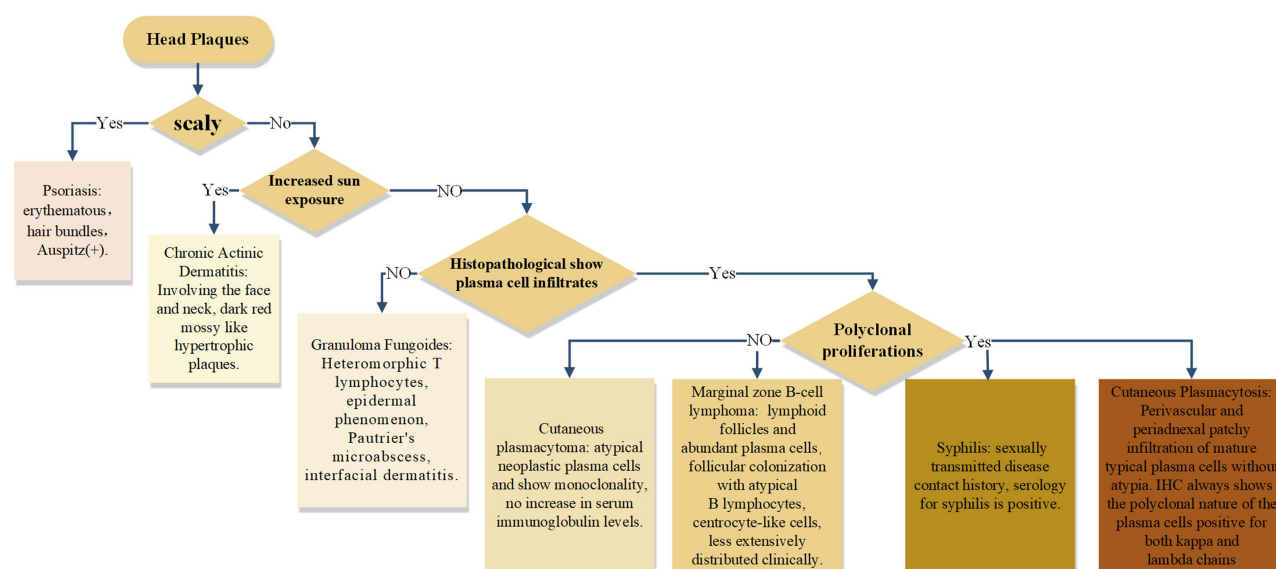 Head Plaques
scaly
Yes
No
Psoriasis:
erythematous,
hair bundles,
Auspitz(+).
Increased sun
exposure
Yes
NO
Chronic Actinic
Dermatitis:
Involving the face
and neck, dark red
mossy like
hypertrophic
plaques.
Histopathological show
plasma cell infiltrates
NO
Yes
Granuloma Fungoides:
Heteromorphic T
lymphocytes,
epidermal
phenomenon,
Pautrier's
microabscess,
interfacial dermatitis.
Polyclonal
proliferations
NO
Yes
Cutaneous
plasmacytoma: atypical
neoplastic plasma cells
and show monoclonality,
no increase in serum
immunoglobulin levels.
Marginal zone B-cell
lymphoma: lymphoid
follicles and
abundant plasma cells,
follicular colonization
with atypical
B lymphocytes,
centrocyte-like cells,
less extensively
distributed clinically.
Syphilis: sexually
transmitted disease
contact history, serology
for syphilis is positive.
Cutaneous Plasmacytosis:
Perivascular and
periadnexal patchy
infiltration of mature
typical plasma cells without
atypia. IHC always shows
the polyclonal nature of the
plasma cells positive for
both kappa and
lambda chains